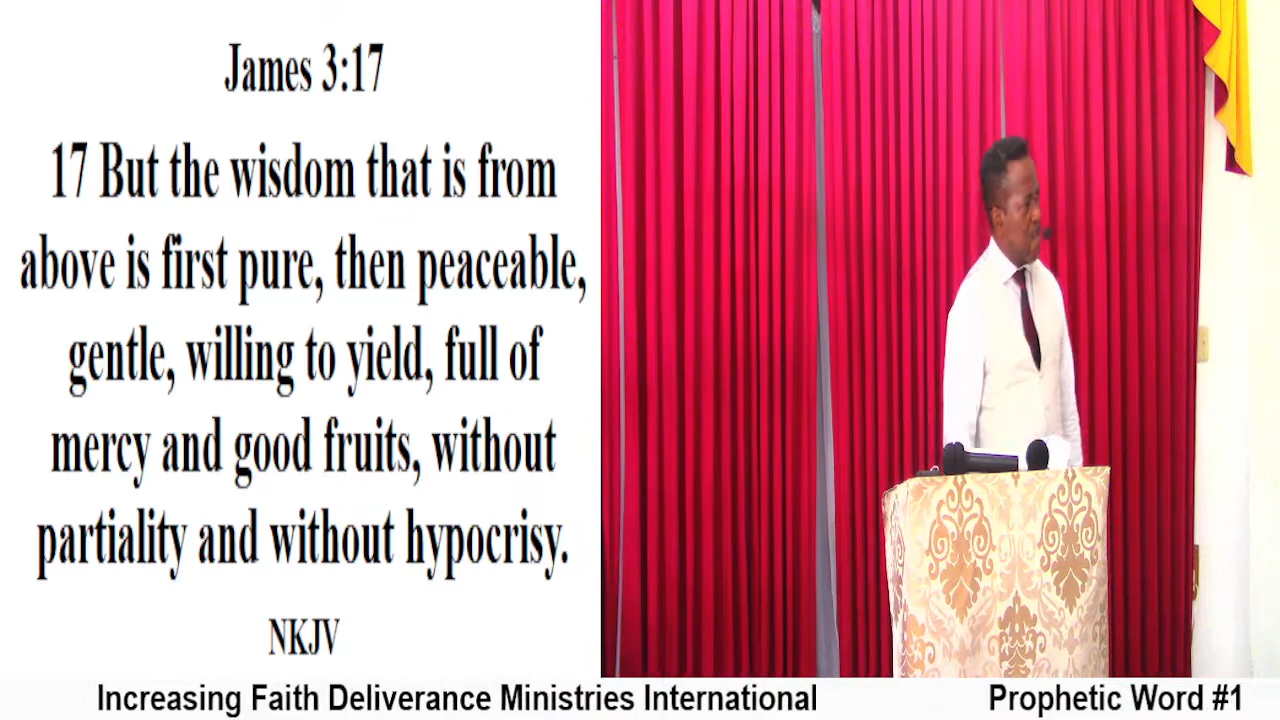 James 3:17
17 But the wisdom that is from
above is first pure, then peaceable,
gentle, willing to yield, full of
mercy and good fruits, without
partiality and without hypocrisy.
NKJV
Increasing Faith Deliverance Ministries International
Prophetic Word #1